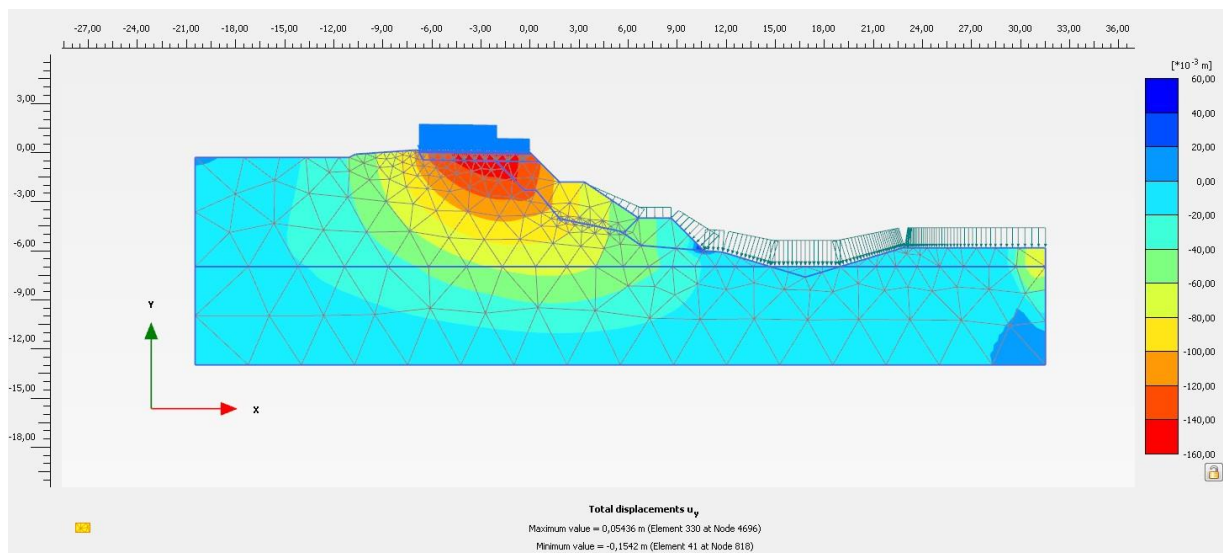 -27,00 -24,00 -21,00 -18,00 -15,00 -12,00 -9,00 -6,00 -3,00 0,00 3,00 6,00 9,00 12,00 15,00 18,00 21,00 24,00 27,00 30,00 33,00 36,00
[*10⁻³ m]
60,00
3,00
40,00
20,00
0,00
0,00
-3,00
-20,00
-6,00
-40,00
-60,00
-9,00
Y
-80,00
-12,00
-100,00
-120,00
-15,00
X
-140,00
-18,00
-160,00
Total displacements uy
Maximum value = 0,05436 m (Element 330 at Node 4696)
Minimum value = -0,1542 m (Element 41 at Node 818)